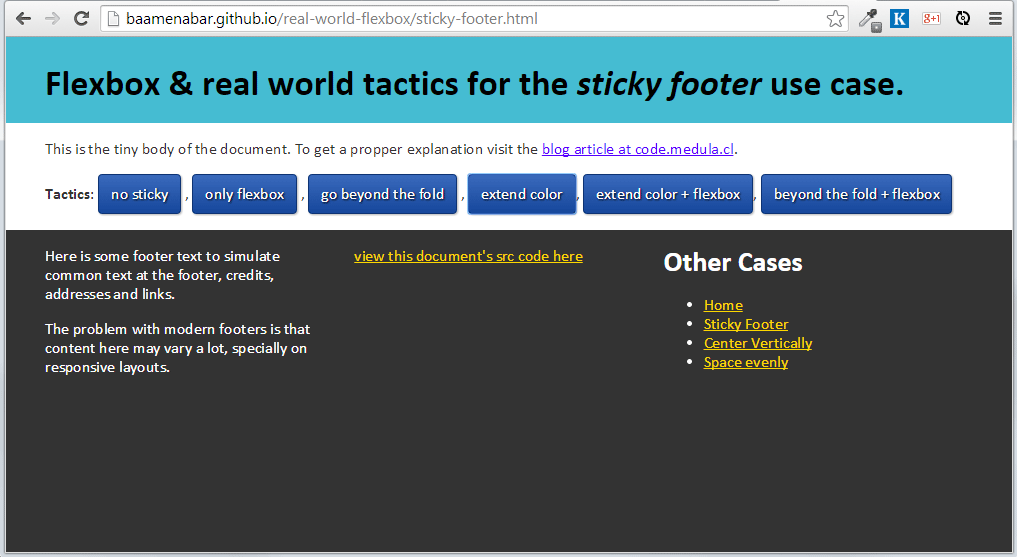 baamenabar.github.io/real-world-flexbox/sticky-footer.html
K
g+1
Flexbox & real world tactics for the sticky footer use case.
This is the tiny body of the document. To get a propper explanation visit the blog article at code.medula.cl.
Tactics: no sticky , only flexbox , go beyond the fold , extend color , extend color + flexbox , beyond the fold + flexbox
Here is some footer text to simulate
common text at the footer, credits,
addresses and links.
The problem with modern footers is that
content here may vary a lot, specially on
responsive layouts.
view this document's src code here
Other Cases
Home
Sticky Footer
Center Vertically
Space evenly